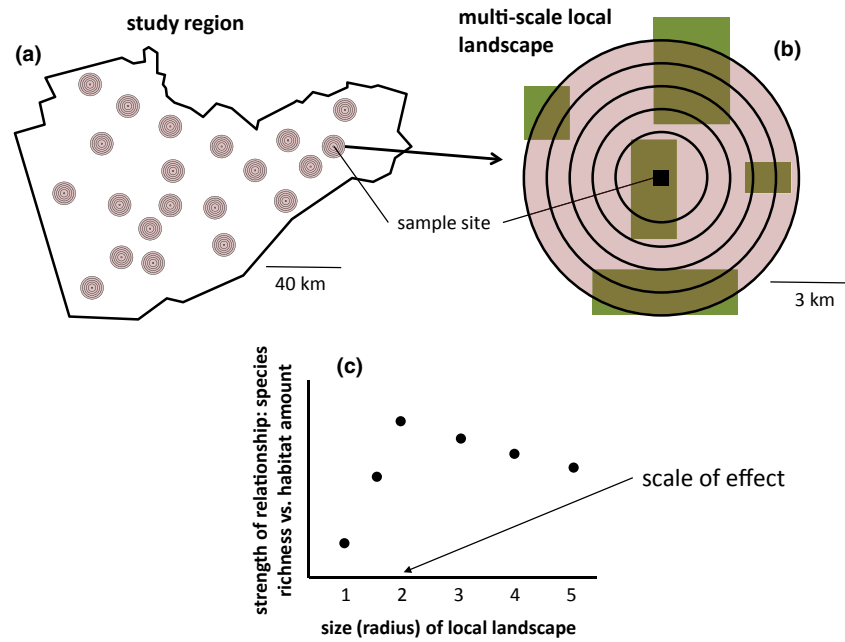 study region
(a)
40 km
multi-scale local
landscape
(b)
sample site
3 km
(c)
strength of relationship: species
richness vs. habitat amount
scale of effect
1 2 3 4 5
size (radius) of local landscape